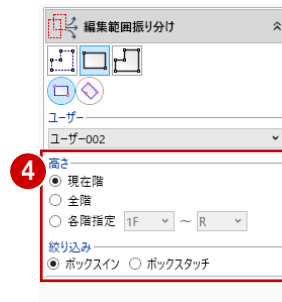 編集範囲振り分け
ユーザー
ユーザー002
4
高さ
現在階
全階
各階指定 1F ～ R
絞り込み
ボックスイン ボックスタッチ